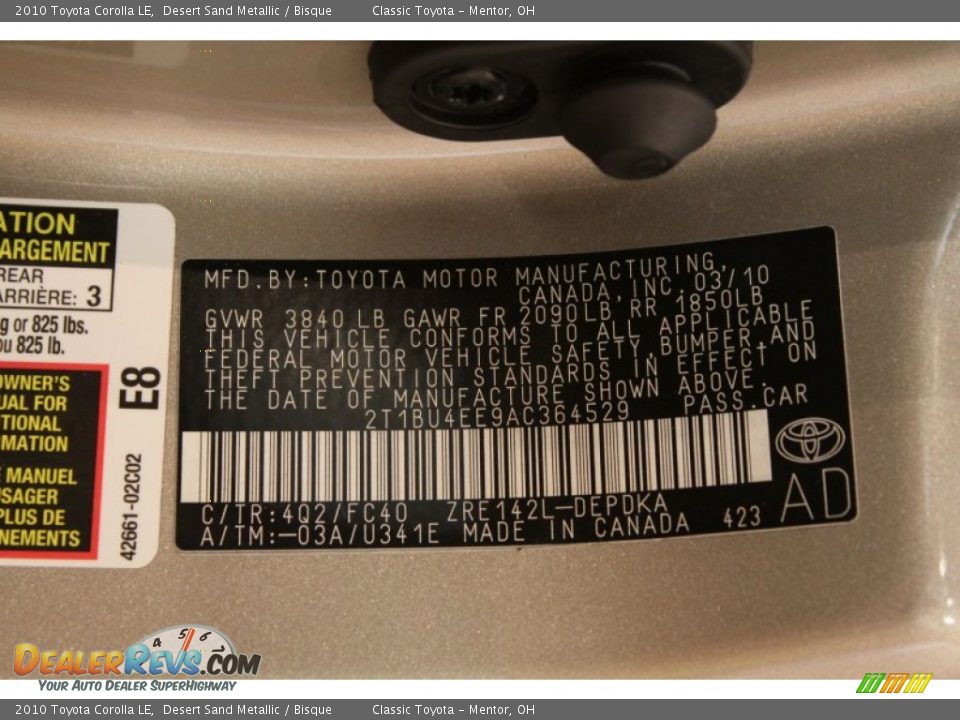 2010 Toyota Corolla LE, Desert Sand Metallic / Bisque Classic Toyota - Mentor, OH
ATION
ARGEMENT
REAR
ARRIÈRE: 3
g or 825 lbs.
ou 825 lb.
OWNER'S
UAL FOR
TIONAL
MATION
E MANUEL
USAGER
PLUS DE
NEMENTS
E8
42661-02C02
MFD.BY:TOYOTA MOTOR MANUFACTURING,
CANADA,INC.03/10
GVWR 3840 LB GAWR FR 2090LB RR 1850LB
THIS VEHICLE CONFORMS TO ALL APPLICABLE
FEDERAL MOTOR VEHICLE SAFETY,BUMPER,AND
THEFT PREVENTION STANDARDS IN EFFECT ON
THE DATE OF MANUFACTURE SHOWN ABOVE.
2T1BU4EE9AC364529 PASS.CAR
C/TR:4Q2/FC40 ZRE142L-DEPDKA
A/TM:-03A/U341E MADE IN CANADA 423
AD
4 5 6 7
DEALERREVS.COM
YOUR AUTO DEALER SUPERHIGHWAY
2010 Toyota Corolla LE, Desert Sand Metallic / Bisque Classic Toyota - Mentor, OH